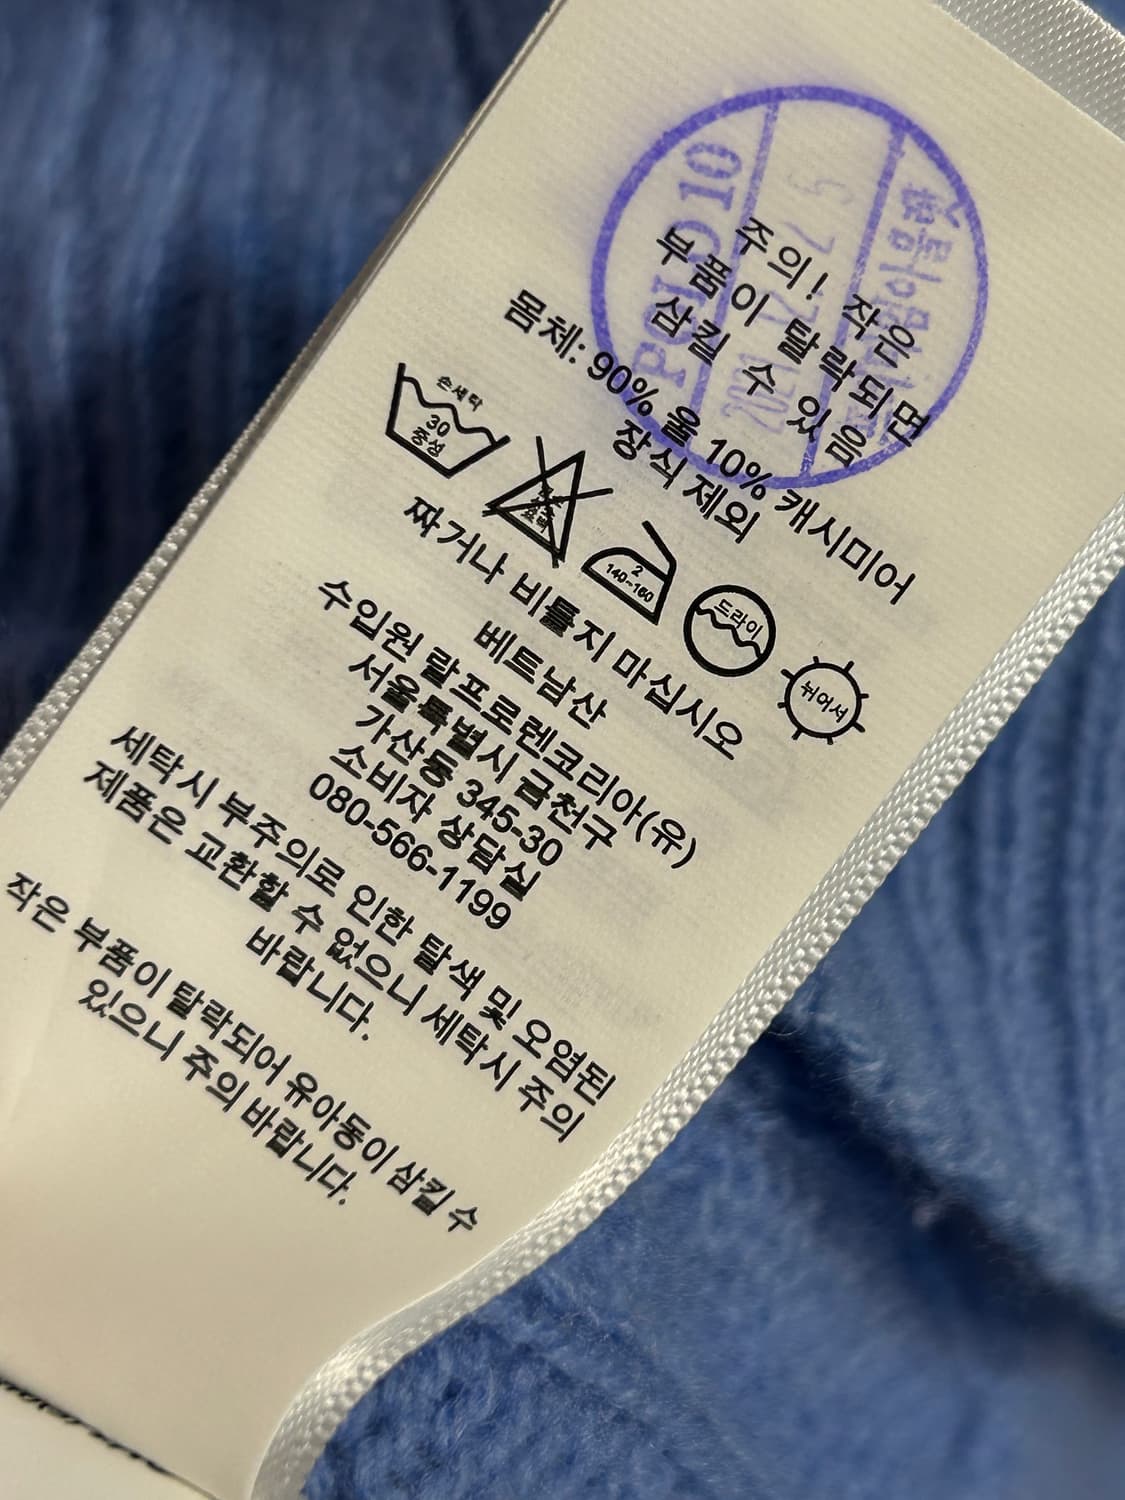 POLO 10
주의! 작은
부품이 탈락되면
삼킬 수 있음
몸체: 90% 울 10% 캐시미어
장식 제외
손세탁
30
중성
2
140~160
드라이
뉘어서
짜거나 비틀지 마십시오
베트남산
수입원 랄프로렌코리아(유)
서울특별시 금천구
가산동 345-30
소비자 상담실
080-566-1199
세탁시 부주의로 인한 탈색 및 오염된
제품은 교환할 수 없으니 세탁시 주의
바랍니다.
작은 부품이 탈락되어 유아동이 삼킬 수
있으니 주의 바랍니다.